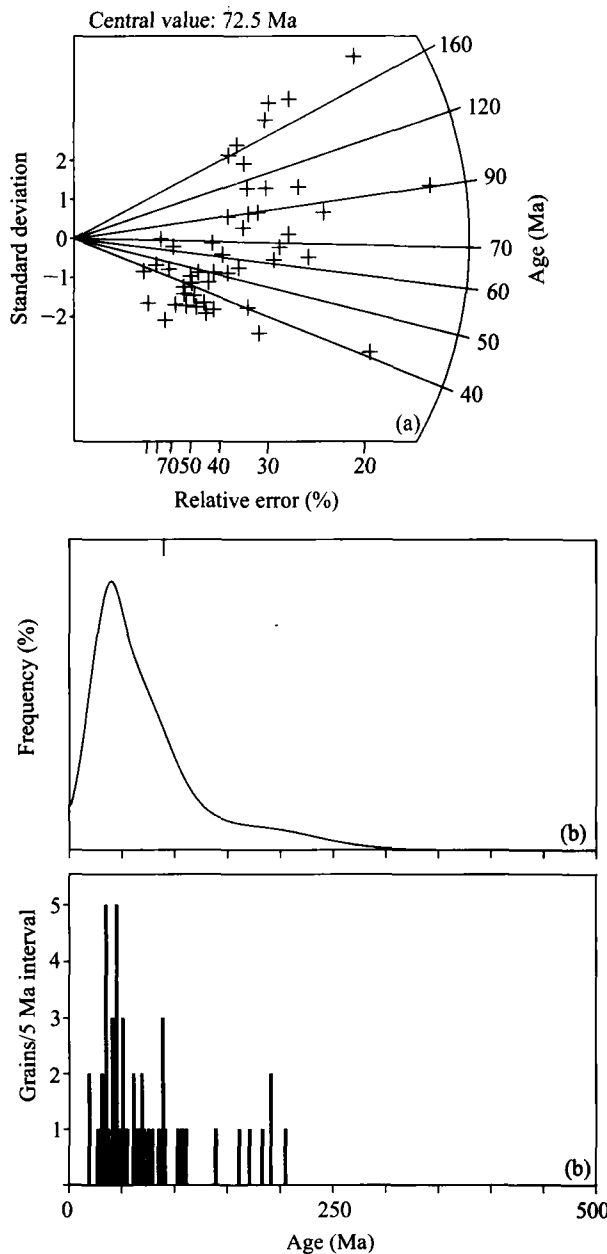 Central value: 72.5 Ma
160
120
90
70
60
50
40
Age (Ma)
2
1
0
−1
−2
Standard deviation
(a)
70 50 40 30 20
Relative error (%)
Frequency (%)
(b)
5
4
3
2
1
Grains/5 Ma interval
(b)
0 250 500
Age (Ma)